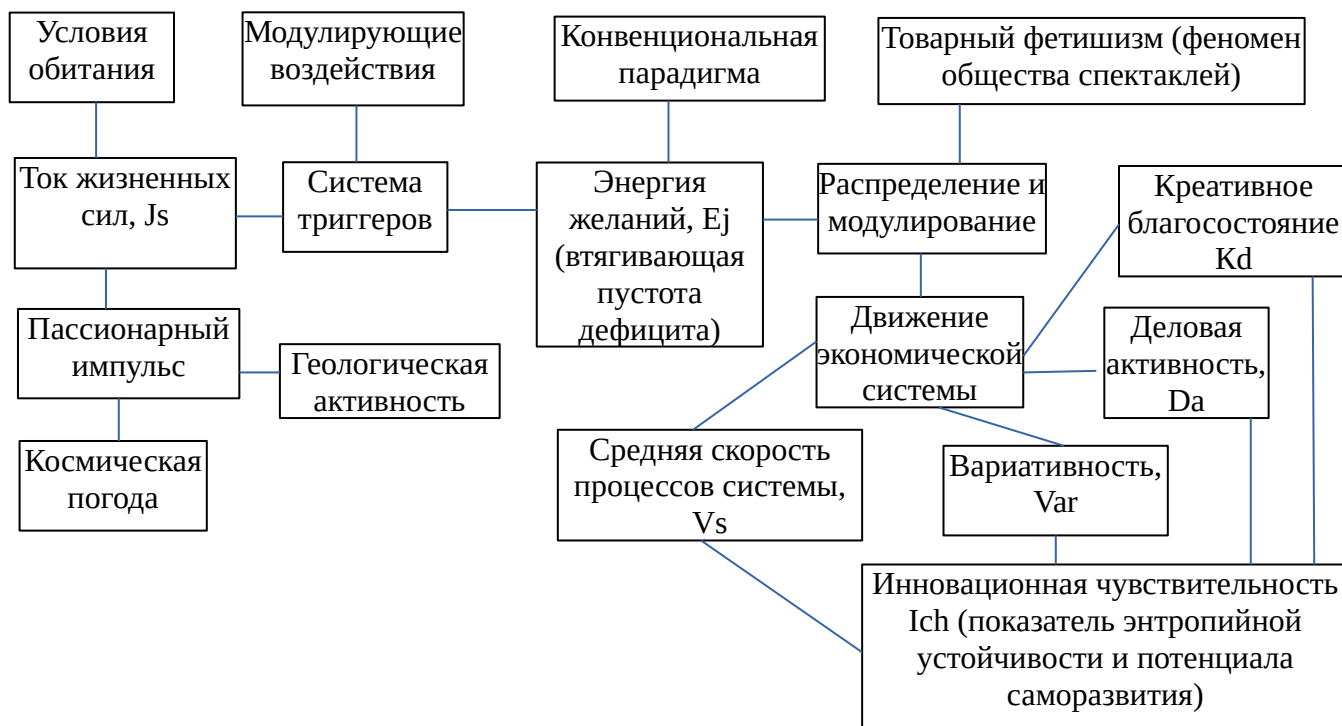 Условия
обитания
Модулирующие
воздействия
Конвенциональная
парадигма
Товарный фетишизм (феномен
общества спектаклей)
Ток жизненных
сил, Js
Система
триггеров
Энергия
желаний, Ej
(втягивающая
пустота
дефицита)
Распределение и
модулирование
Креативное
благосостояние
Kd
Пассионарный
импульс
Геологическая
активность
Движение
экономической
системы
Деловая
активность,
Da
Космическая
погода
Средняя скорость
процессов системы,
Vs
Вариативность,
Var
Инновационная чувствительность
Ich (показатель энтропийной
устойчивости и потенциала
саморазвития)